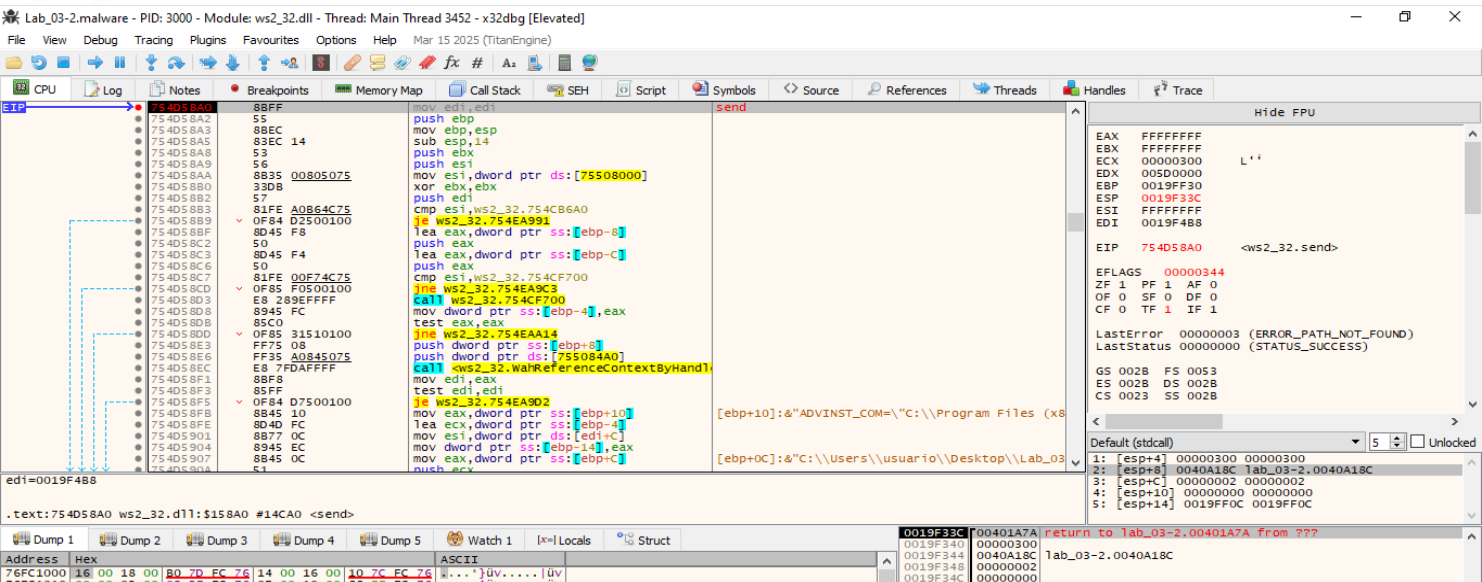 Lab_03-2.malware - PID: 3000 - Module: ws2_32.dll - Thread: Main Thread 3452 - x32dbg [Elevated]
File View Debug Tracing Plugins Favourites Options Help Mar 15 2025 (TitanEngine)
CPU Log Notes Breakpoints Memory Map Call Stack SEH Script Symbols Source References Threads Handles Trace
EIP 754D58A0 8BFF mov edi,edi send
754D58A2 55 push ebp
754D58A3 8BEC mov ebp,esp
754D58A5 83EC 14 sub esp,14
754D58A8 53 push ebx
754D58A9 56 push esi
754D58AA 8B35 00805075 mov esi,dword ptr ds:[75508000]
754D58B0 33DB xor ebx,ebx
754D58B2 57 push edi
754D58B3 81FE A0B64C75 cmp esi,ws2_32.754CB6A0
754D58B9 0F84 D2500100 je ws2_32.754EA991
754D58BF 8D45 F8 lea eax,dword ptr ss:[ebp-8]
754D58C2 50 push eax
754D58C3 8D45 F4 lea eax,dword ptr ss:[ebp-C]
754D58C6 50 push eax
754D58C7 81FE 00F74C75 cmp esi,ws2_32.754CF700
754D58CD 0F85 F0500100 jne ws2_32.754EA9C3
754D58D3 E8 289EFFFF call ws2_32.754CF700
754D58D8 8945 FC mov dword ptr ss:[ebp-4],eax
754D58DB 85C0 test eax,eax
754D58DD 0F85 31510100 jne ws2_32.754EAA14
754D58E3 FF75 08 push dword ptr ss:[ebp+8]
754D58E6 FF35 A0845075 push dword ptr ds:[755084A0]
754D58EC E8 7FDAFFFF call <ws2_32.WahReferenceContextByHandl
754D58F1 8BF8 mov edi,eax
754D58F3 85FF test edi,edi
754D58F5 0F84 D7500100 je ws2_32.754EA9D2
754D58FB 8B45 10 mov eax,dword ptr ss:[ebp+10] [ebp+10]:&"ADVINST_COM=\"C:\\Program Files (x8
754D58FE 8D4D FC lea ecx,dword ptr ss:[ebp-4]
754D5901 8B77 0C mov esi,dword ptr ds:[edi+C]
754D5904 8945 EC mov dword ptr ss:[ebp-14],eax
754D5907 8B45 0C mov eax,dword ptr ss:[ebp+C] [ebp+0C]:&"C:\\Users\\usuario\\Desktop\\Lab_03
754D590A 51 push ecx
Hide FPU
EAX FFFFFFFF
EBX FFFFFFFF
ECX 00000300
EDX 005D0000
EBP 0019FF30
ESP 0019F33C
ESI FFFFFFFF
EDI 0019F4B8
EIP 754D58A0 <ws2_32.send>
EFLAGS 00000344
ZF 1 PF 1 AF 0
OF 0 SF 0 DF 0
CF 0 TF 1 IF 1
LastError 00000003 (ERROR_PATH_NOT_FOUND)
LastStatus 00000000 (STATUS_SUCCESS)
GS 002B FS 0053
ES 002B DS 002B
CS 0023 SS 002B
Default (stdcall) 5 Unlocked
1: [esp+4] 00000300 00000300
2: [esp+8] 0040A18C lab_03-2.0040A18C
3: [esp+C] 00000002 00000002
4: [esp+10] 00000000 00000000
5: [esp+14] 0019FF0C 0019FF0C
edi=0019F4B8
.text:754D58A0 ws2_32.dll:$158A0 #14CA0 <send>
Dump 1 Dump 2 Dump 3 Dump 4 Dump 5 Watch 1 [x=] Locals Struct
Address Hex ASCII
76FC1000 16 00 18 00 B0 7D FC 76 14 00 16 00 10 7C FC 76 ....°}üv.....|üv
0019F33C 00401A7A return to lab_03-2.00401A7A from ???
0019F340 00000300
0019F344 0040A18C lab_03-2.0040A18C
0019F348 00000002
0019F34C 00000000